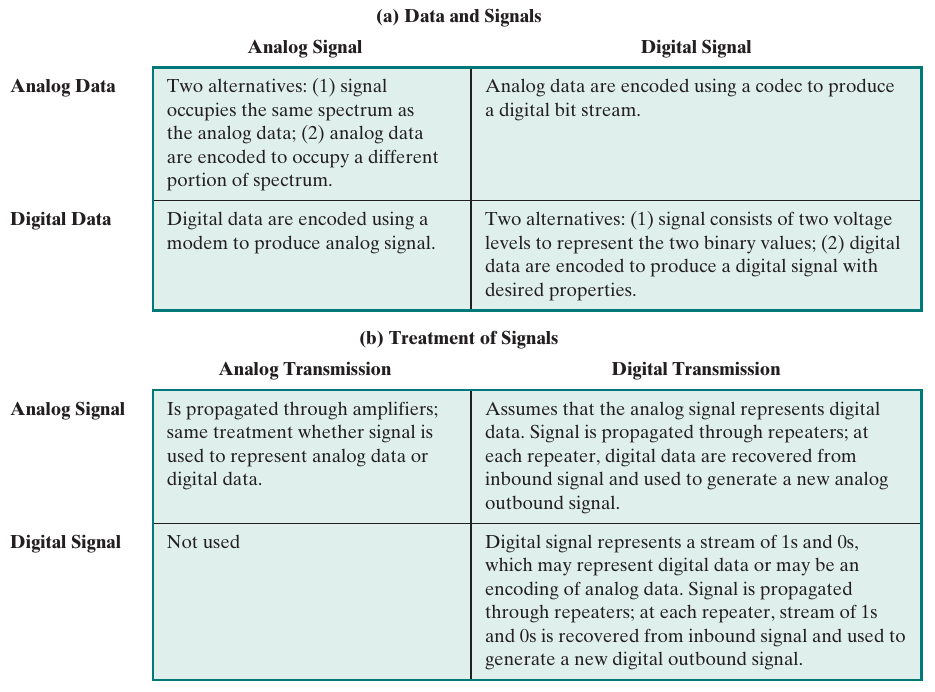 (a) Data and Signals
Analog Signal
Digital Signal
Analog Data
Two alternatives: (1) signal
occupies the same spectrum as
the analog data; (2) analog data
are encoded to occupy a different
portion of spectrum.
Analog data are encoded using a codec to produce
a digital bit stream.
Digital Data
Digital data are encoded using a
modem to produce analog signal.
Two alternatives: (1) signal consists of two voltage
levels to represent the two binary values; (2) digital
data are encoded to produce a digital signal with
desired properties.
(b) Treatment of Signals
Analog Transmission
Digital Transmission
Analog Signal
Is propagated through amplifiers;
same treatment whether signal is
used to represent analog data or
digital data.
Assumes that the analog signal represents digital
data. Signal is propagated through repeaters; at
each repeater, digital data are recovered from
inbound signal and used to generate a new analog
outbound signal.
Digital Signal
Not used
Digital signal represents a stream of 1s and 0s,
which may represent digital data or may be an
encoding of analog data. Signal is propagated
through repeaters; at each repeater, stream of 1s
and 0s is recovered from inbound signal and used to
generate a new digital outbound signal.